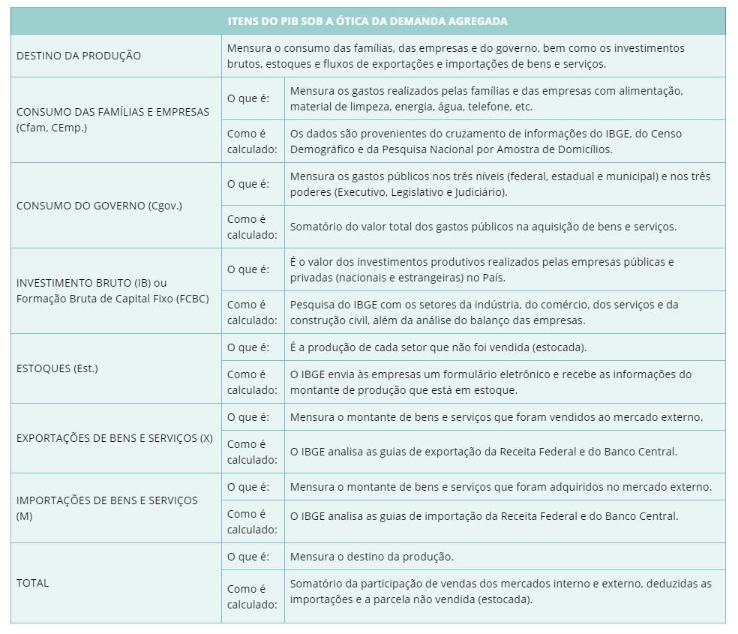 ITENS DO PIB SOB A ÓTICA DA DEMANDA AGREGADA
DESTINO DA PRODUÇÃO
Mensura o consumo das famílias, das empresas e do governo, bem como os investimentos
brutos, estoques e fluxos de exportações e importações de bens e serviços.
CONSUMO DAS FAMÍLIAS E EMPRESAS
(Cfam, CEmp.)
O que é:
Mensura os gastos realizados pelas famílias e das empresas com alimentação,
material de limpeza, energia, água, telefone, etc.
Como é
calculado:
Os dados são provenientes do cruzamento de informações do IBGE, do Censo
Demográfico e da Pesquisa Nacional por Amostra de Domicílios.
CONSUMO DO GOVERNO (Cgov.)
O que é:
Mensura os gastos públicos nos três níveis (federal, estadual e municipal) e nos três
poderes (Executivo, Legislativo e Judiciário).
Como é
calculado:
Somatório do valor total dos gastos públicos na aquisição de bens e serviços.
INVESTIMENTO BRUTO (IB) ou
Formação Bruta de Capital Fixo (FCBC)
O que é:
É o valor dos investimentos produtivos realizados pelas empresas públicas e
privadas (nacionais e estrangeiras) no País.
Como é
calculado:
Pesquisa do IBGE com os setores da indústria, do comércio, dos serviços e da
construção civil, além da análise do balanço das empresas.
ESTOQUES (Est.)
O que é:
É a produção de cada setor que não foi vendida (estocada).
Como é
calculado:
O IBGE envia às empresas um formulário eletrônico e recebe as informações do
montante de produção que está em estoque.
EXPORTAÇÕES DE BENS E SERVIÇOS (X)
O que é:
Mensura o montante de bens e serviços que foram vendidos ao mercado externo.
Como é
calculado:
O IBGE analisa as guias de exportação da Receita Federal e do Banco Central.
IMPORTAÇÕES DE BENS E SERVIÇOS
(M)
O que é:
Mensura o montante de bens e serviços que foram adquiridos no mercado externo.
Como é
calculado:
O IBGE analisa as guias de importação da Receita Federal e do Banco Central.
TOTAL
O que é:
Mensura o destino da produção.
Como é
calculado:
Somatório da participação de vendas dos mercados interno e externo, deduzidas as
importações e a parcela não vendida (estocada).